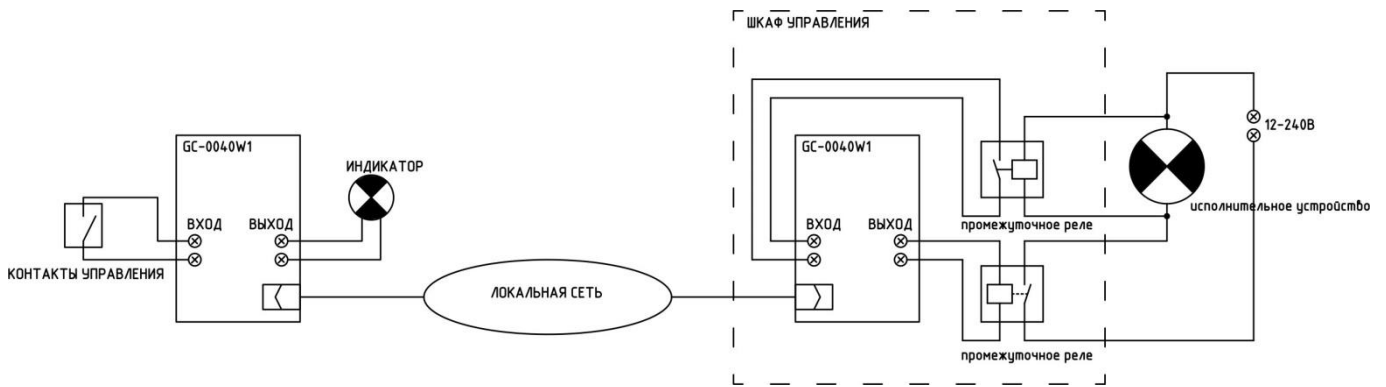 ШКАФ УПРАВЛЕНИЯ
GC-0040W1
ИНДИКАТОР
ВХОД
ВЫХОД
КОНТАКТЫ УПРАВЛЕНИЯ
ЛОКАЛЬНАЯ СЕТЬ
GC-0040W1
ВХОД
ВЫХОД
промежуточное реле
промежуточное реле
12-240В
исполнительное устройство